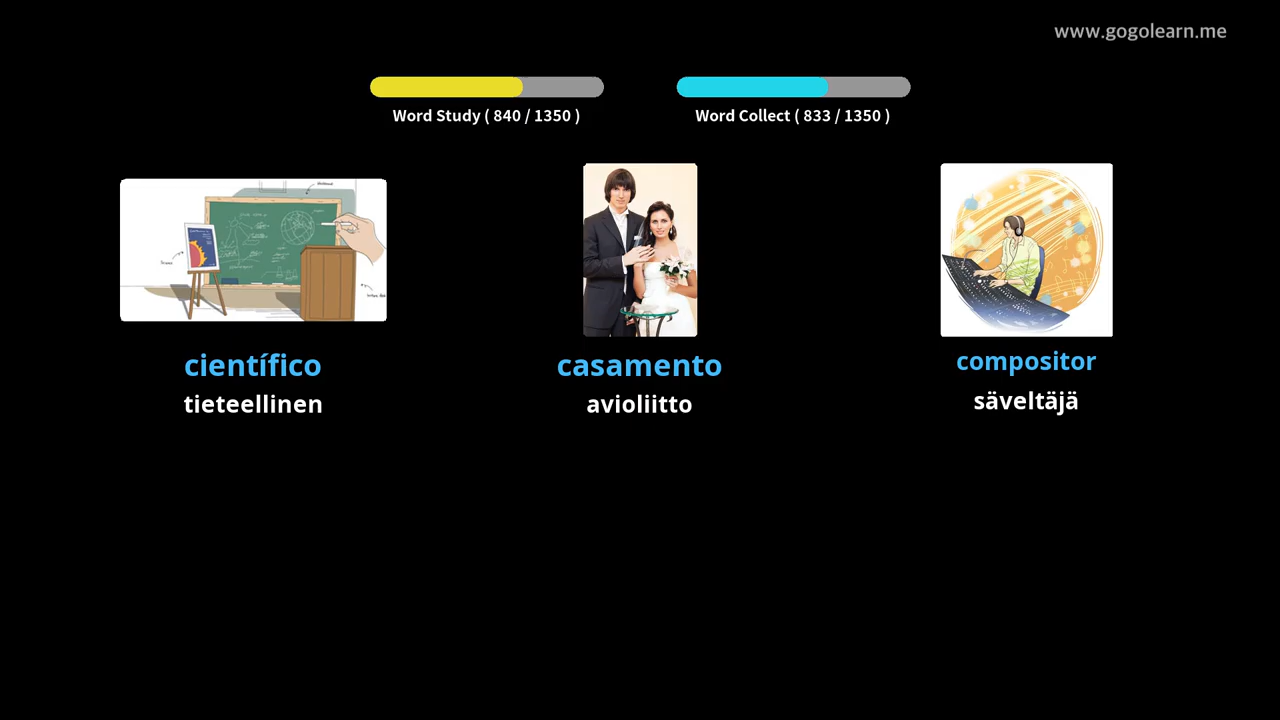 www.gogolearn.me
Word Study ( 840 / 1350 )
Word Collect ( 833 / 1350 )
científico
casamento
compositor
tieteellinen
avioliitto
säveltäjä